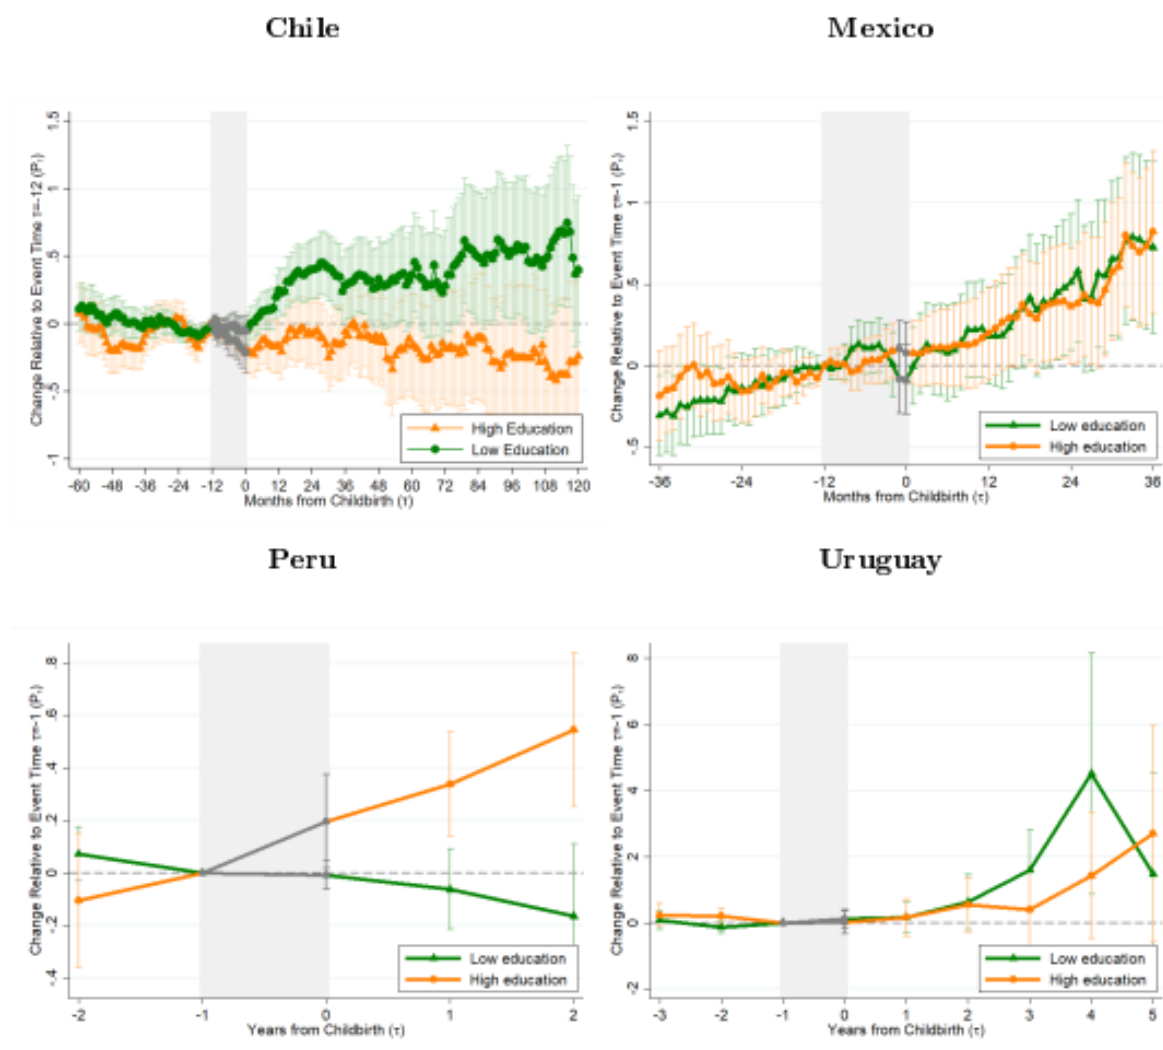 Chile
Change Relative to Event Time τ=-12 (Pτ)
1.5
1
.5
0
-.5
-1
High Education
Low Education
-60 -48 -36 -24 -12 0 12 24 36 48 60 72 84 96 108 120
Months from Childbirth (τ)
Mexico
Change Relative to Event Time τ=-1 (Pτ)
1.5
1
.5
0
-.5
Low education
High education
-36 -24 -12 0 12 24 36
Months from Childbirth (τ)
Peru
Change Relative to Event Time τ=-1 (Pτ)
.8
.6
.4
.2
0
-.2
-.4
Low education
High education
-2 -1 0 1 2
Years from Childbirth (τ)
Uruguay
Change Relative to Event Time τ=-1 (Pτ)
8
6
4
2
0
-2
Low education
High education
-3 -2 -1 0 1 2 3 4 5
Years from Childbirth (τ)